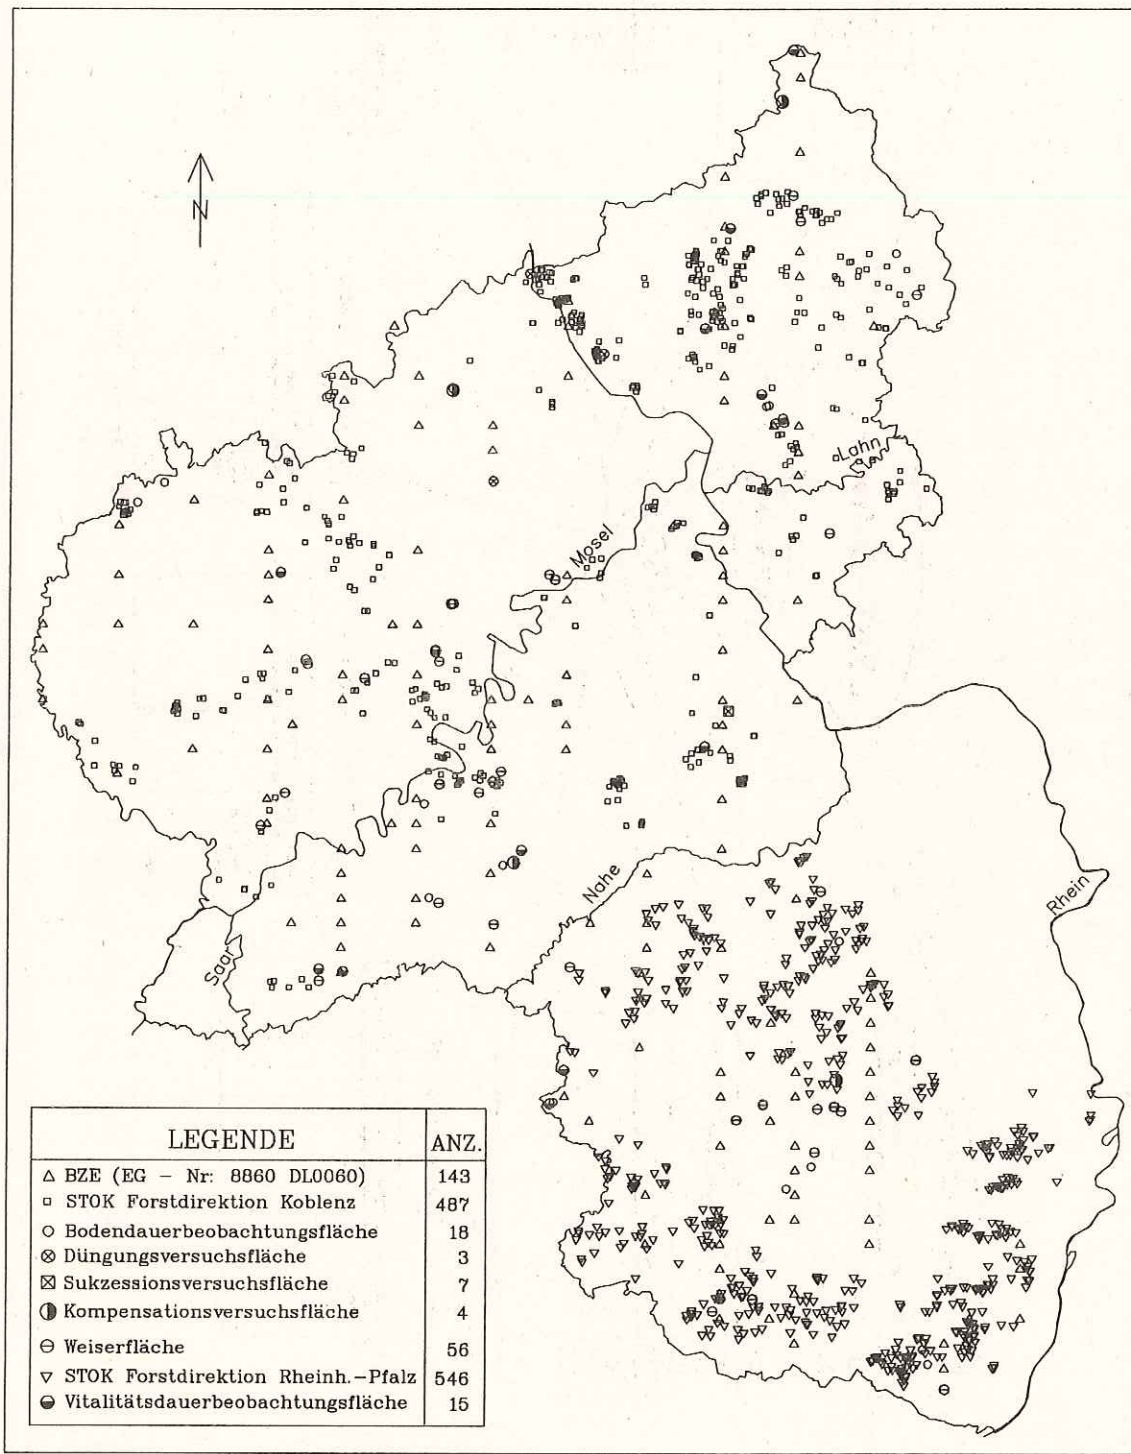 N
Lahn
Mosel
Nahe
Rhein
Saar
LEGENDE ANZ.
△ BZE (EG - Nr: 8860 DL0060) 143
□ STOK Forstdirektion Koblenz 487
○ Bodendauerbeobachtungsfläche 18
⊗ Düngungsversuchsfläche 3
⊠ Sukzessionsversuchsfläche 7
◑ Kompensationsversuchsfläche 4
⊖ Weiserfläche 56
▽ STOK Forstdirektion Rheinh.-Pfalz 546
◒ Vitalitätsdauerbeobachtungsfläche 15